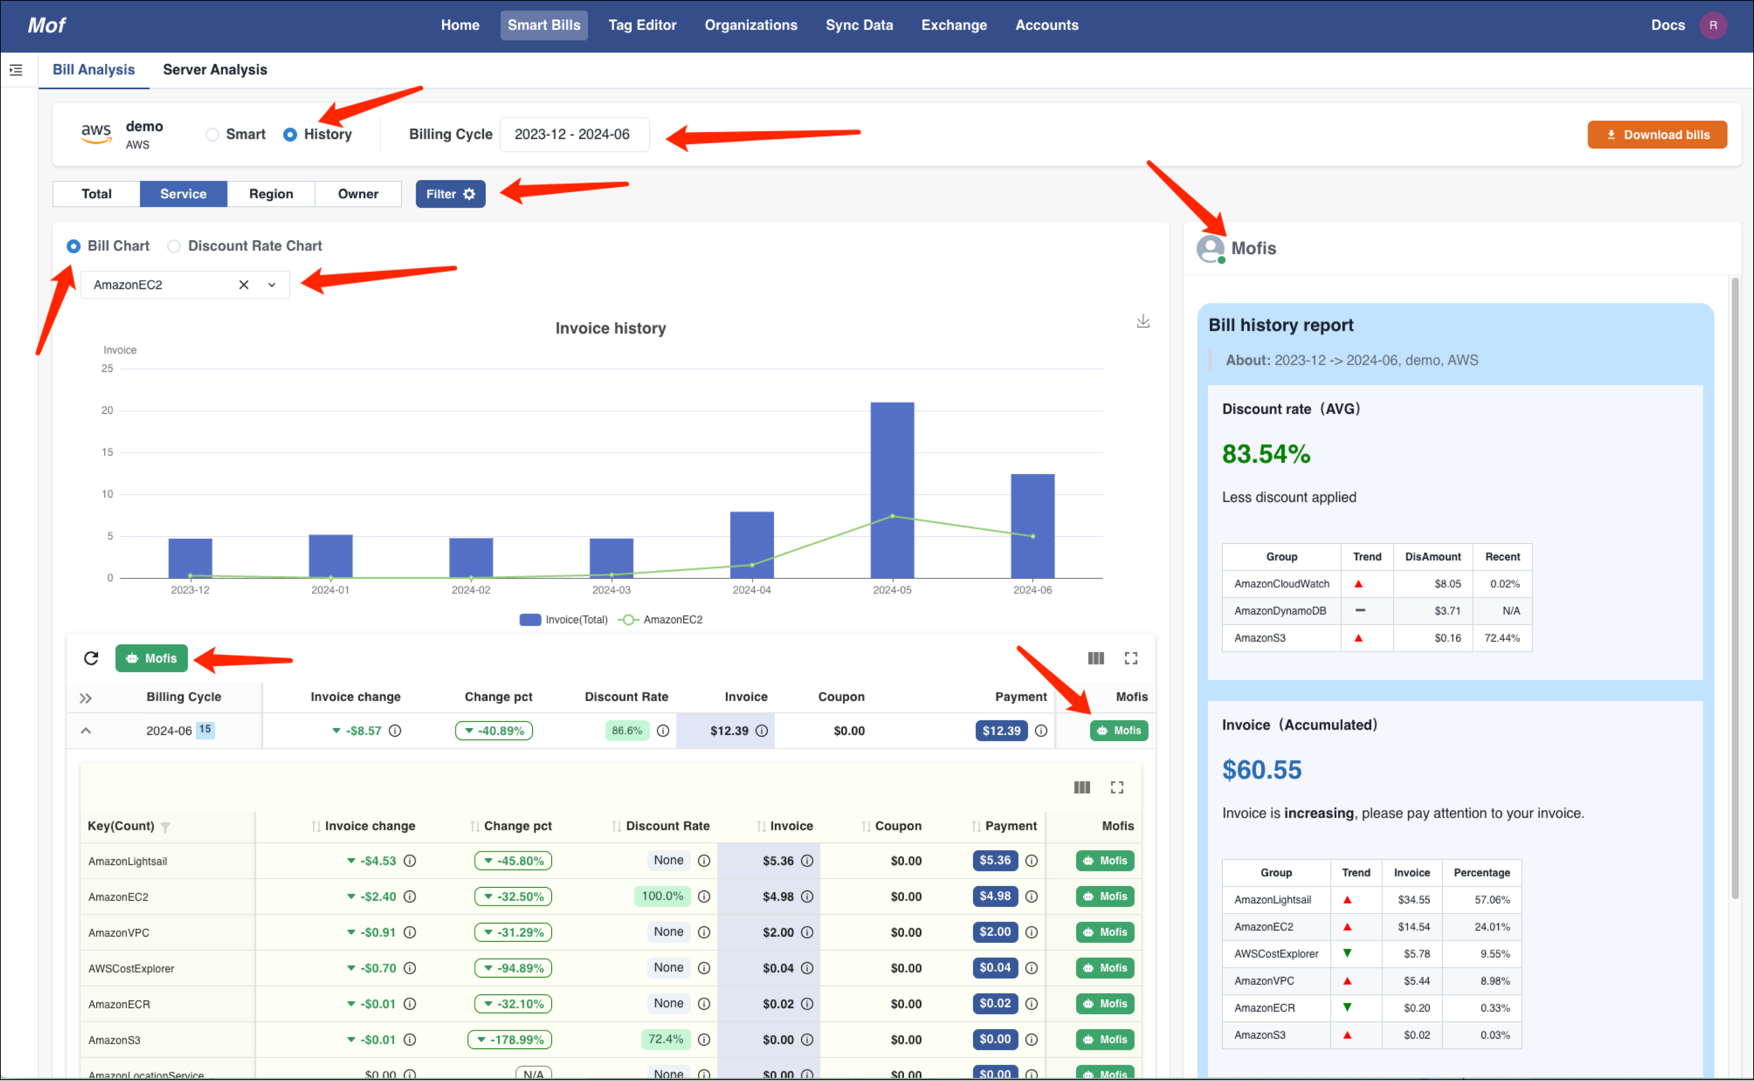 Mof
Home Smart Bills Tag Editor Organizations Sync Data Exchange Accounts Docs R
Bill Analysis Server Analysis
aws demo AWS Smart History Billing Cycle 2023-12 - 2024-06 Download bills
Total Service Region Owner Filter
Bill Chart Discount Rate Chart
AmazonEC2
Invoice history
Invoice
25
20
15
10
5
0
2023-12 2024-01 2024-02 2024-03 2024-04 2024-05 2024-06
Invoice(Total) AmazonEC2
Mofis
Billing Cycle Invoice change Change pct Discount Rate Invoice Coupon Payment Mofis
2024-06 15 -$8.57 -40.89% 86.6% $12.39 $0.00 $12.39 Mofis
Key(Count) Invoice change Change pct Discount Rate Invoice Coupon Payment Mofis
AmazonLightsail -$4.53 -45.80% None $5.36 $0.00 $5.36 Mofis
AmazonEC2 -$2.40 -32.50% 100.0% $4.98 $0.00 $4.98 Mofis
AmazonVPC -$0.91 -31.29% None $2.00 $0.00 $2.00 Mofis
AWSCostExplorer -$0.70 -94.89% None $0.04 $0.00 $0.04 Mofis
AmazonECR -$0.01 -32.10% None $0.02 $0.00 $0.02 Mofis
AmazonS3 -$0.01 -178.99% 72.4% $0.00 $0.00 $0.00 Mofis
AmazonLocationService $0.00 N/A None $0.00 $0.00 $0.00 Mofis
Mofis
Bill history report
About: 2023-12 -> 2024-06, demo, AWS
Discount rate（AVG）
83.54%
Less discount applied
Group Trend DisAmount Recent
AmazonCloudWatch $8.05 0.02%
AmazonDynamoDB $3.71 N/A
AmazonS3 $0.16 72.44%
Invoice（Accumulated）
$60.55
Invoice is increasing, please pay attention to your invoice.
Group Trend Invoice Percentage
AmazonLightsail $34.55 57.06%
AmazonEC2 $14.54 24.01%
AWSCostExplorer $5.78 9.55%
AmazonVPC $5.44 8.98%
AmazonECR $0.20 0.33%
AmazonS3 $0.02 0.03%